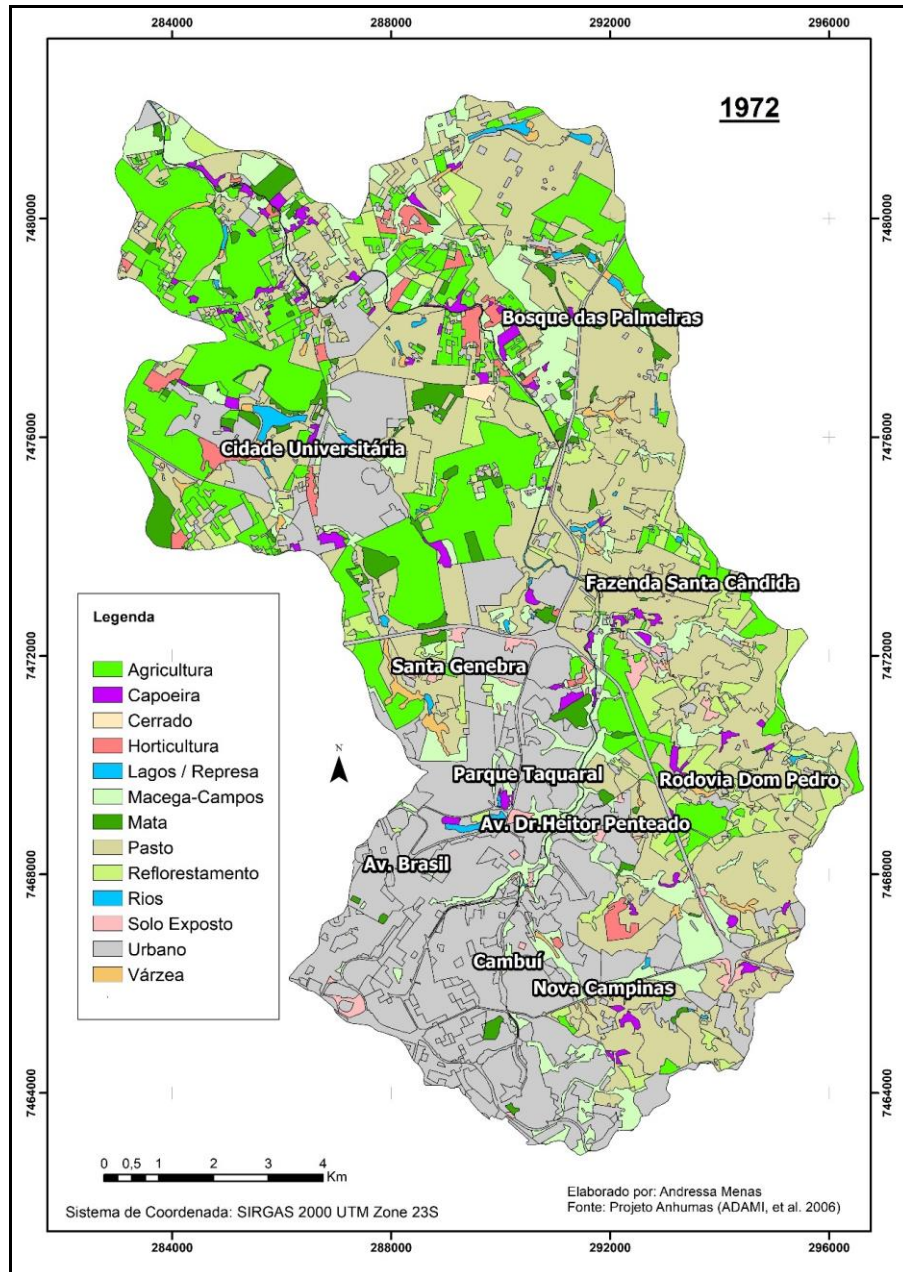 284000 288000 292000 296000
1972
7480000 7480000
Bosque das Palmeiras
7476000 7476000
Cidade Universitária
Fazenda Santa Cândida
7472000 7472000
Santa Genebra
Legenda
Agricultura
Capoeira
Cerrado
Horticultura
Lagos / Represa
Macega-Campos
Mata
Pasto
Reflorestamento
Rios
Solo Exposto
Urbano
Várzea
N
Parque Taquaral
Rodovia Dom Pedro
Av. Dr.Heitor Penteado
Av. Brasil
7468000 7468000
Cambuí
Nova Campinas
7464000 7464000
0 0,5 1 2 3 4
Km
Sistema de Coordenada: SIRGAS 2000 UTM Zone 23S
Elaborado por: Andressa Menas
Fonte: Projeto Anhumas (ADAMI, et al. 2006)
284000 288000 292000 296000